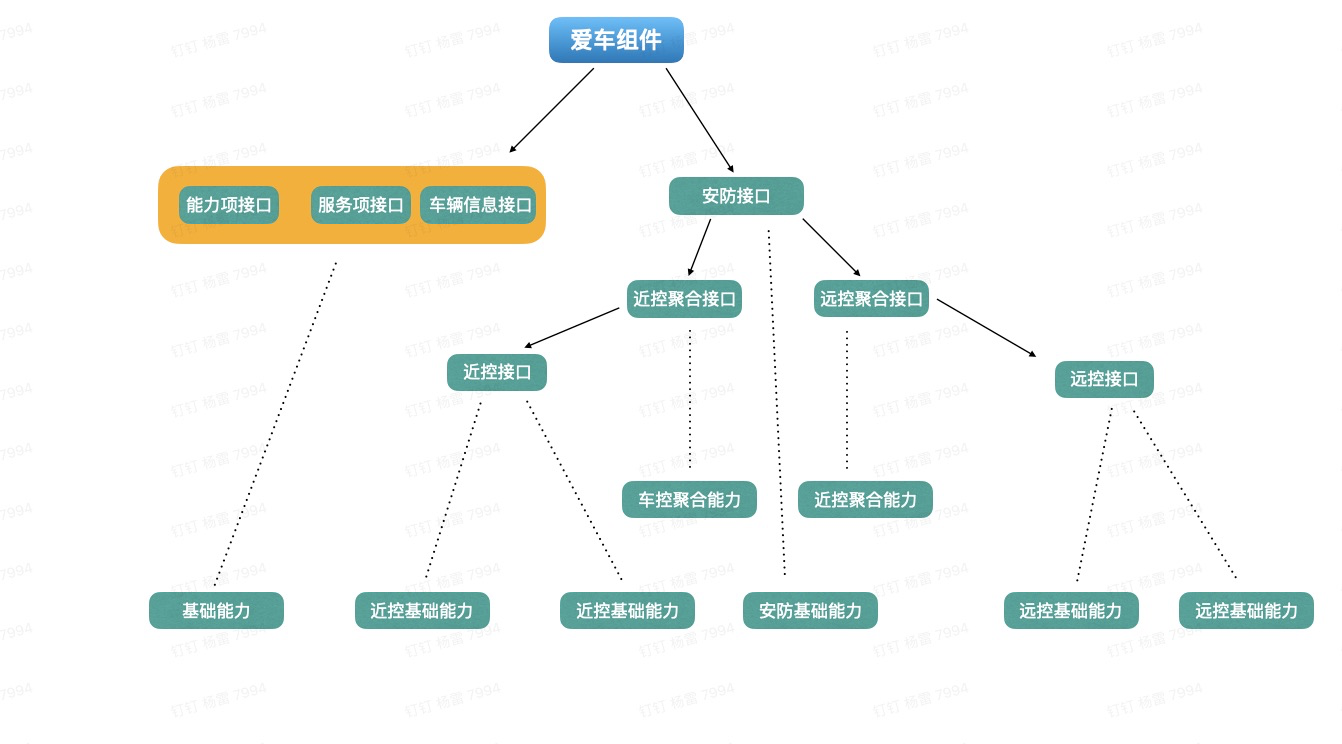 爱车组件
能力项接口
服务项接口
车辆信息接口
安防接口
近控聚合接口
远控聚合接口
近控接口
远控接口
车控聚合能力
近控聚合能力
基础能力
近控基础能力
近控基础能力
安防基础能力
远控基础能力
远控基础能力
钉钉 杨雷 7994